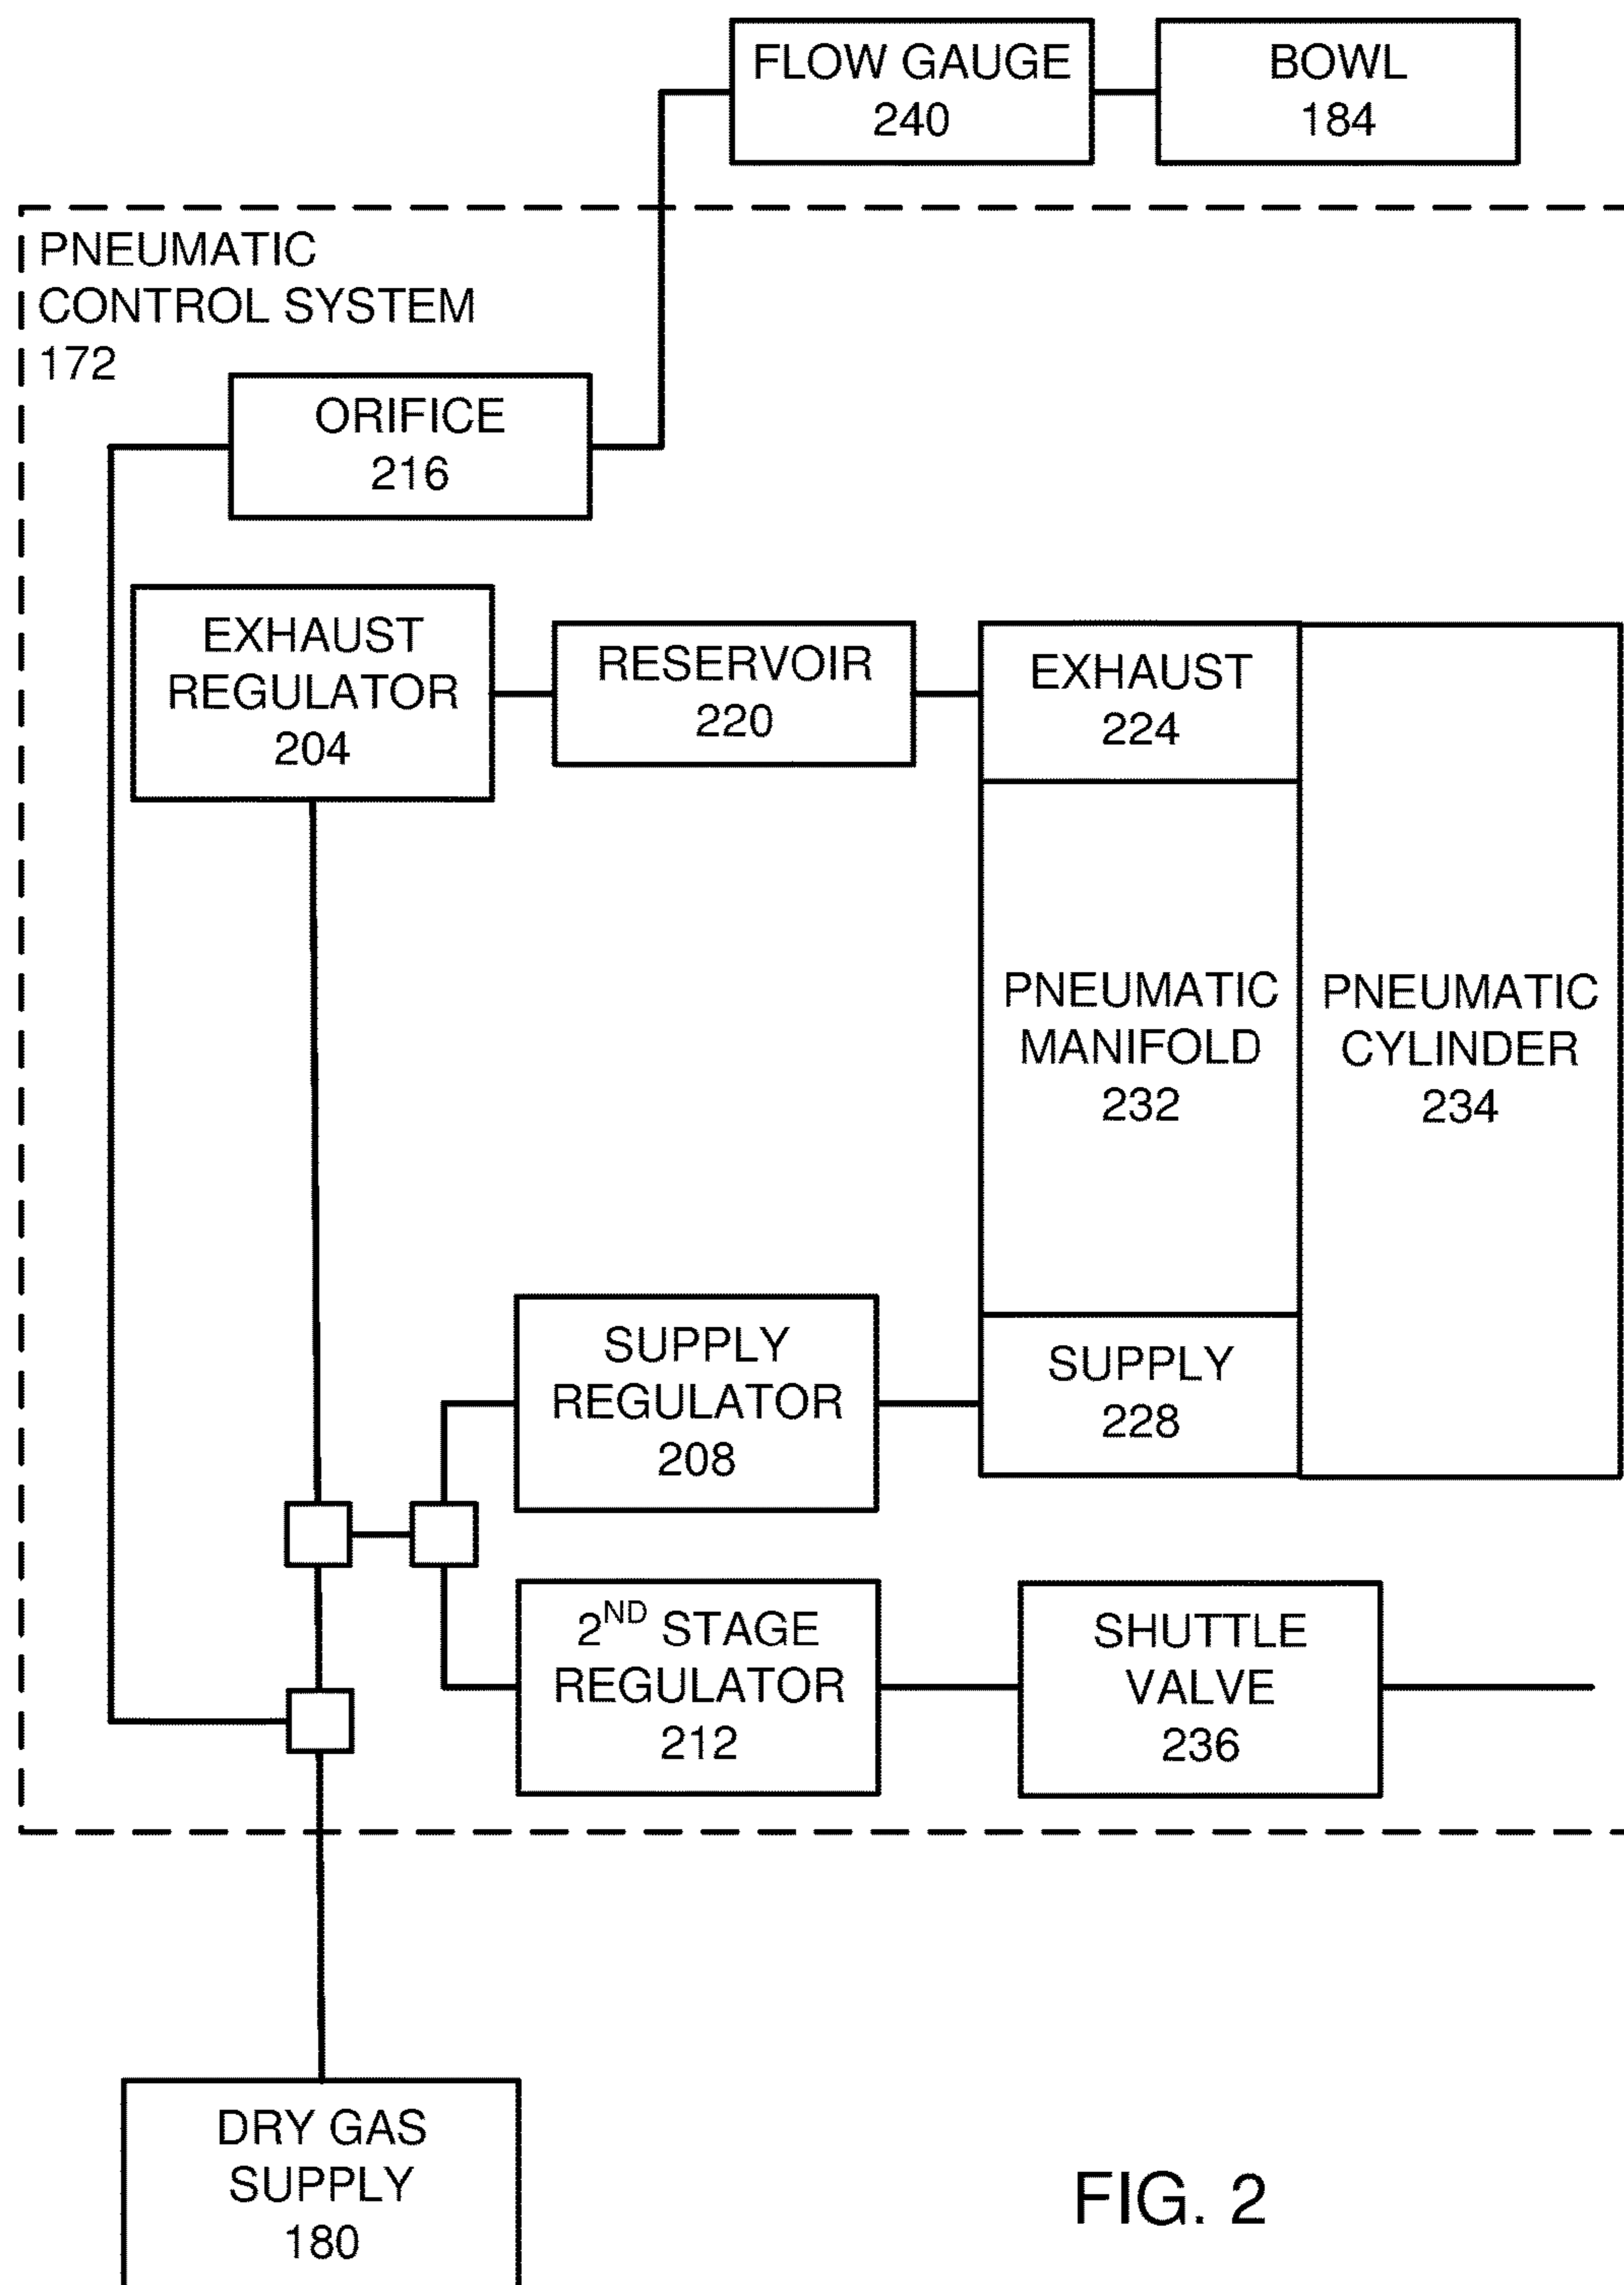 FLOW GAUGE
240
BOWL
184
PNEUMATIC
CONTROL SYSTEM
172
ORIFICE
216
EXHAUST
REGULATOR
204
RESERVOIR
220
EXHAUST
224
PNEUMATIC
MANIFOLD
232
PNEUMATIC
CYLINDER
234
SUPPLY
REGULATOR
208
SUPPLY
228
2ND STAGE
REGULATOR
212
SHUTTLE
VALVE
236
DRY GAS
SUPPLY
180
FIG. 2